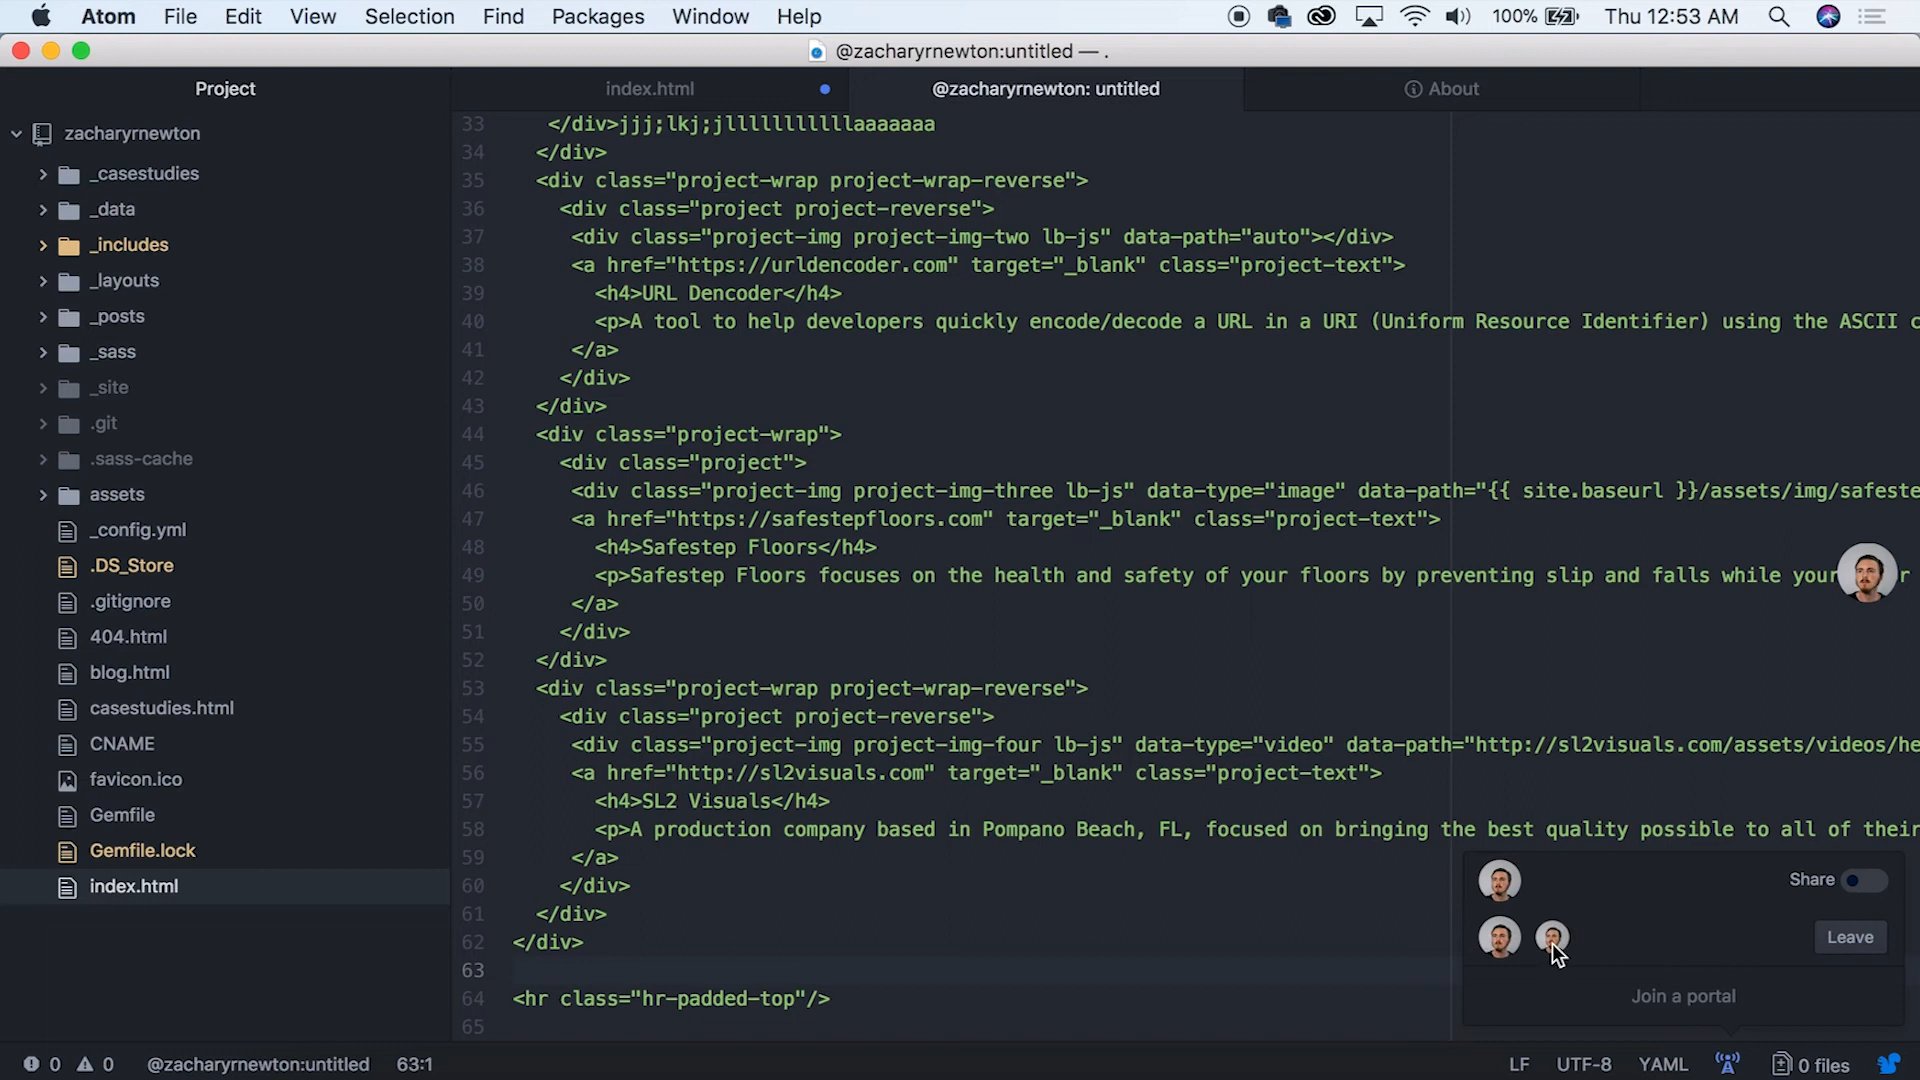 Atom File Edit View Selection Find Packages Window Help 100% Thu 12:53 AM
@zacharyrnewton:untitled — .
Project
index.html @zacharyrnewton: untitled About
zacharyrnewton
_casestudies
_data
_includes
_layouts
_posts
_sass
_site
.git
.sass-cache
assets
_config.yml
.DS_Store
.gitignore
404.html
blog.html
casestudies.html
CNAME
favicon.ico
Gemfile
Gemfile.lock
index.html
33 </div>jjj;lkj;jlllllllllllaaaaaaa
34 </div>
35 <div class="project-wrap project-wrap-reverse">
36 <div class="project project-reverse">
37 <div class="project-img project-img-two lb-js" data-path="auto"></div>
38 <a href="https://urldencoder.com" target="_blank" class="project-text">
39 <h4>URL Dencoder</h4>
40 <p>A tool to help developers quickly encode/decode a URL in a URI (Uniform Resource Identifier) using the ASCII
41 </a>
42 </div>
43 </div>
44 <div class="project-wrap">
45 <div class="project">
46 <div class="project-img project-img-three lb-js" data-type="image" data-path="{{ site.baseurl }}/assets/img/safeste
47 <a href="https://safestepfloors.com" target="_blank" class="project-text">
48 <h4>Safestep Floors</h4>
49 <p>Safestep Floors focuses on the health and safety of your floors by preventing slip and falls while your
50 </a>
51 </div>
52 </div>
53 <div class="project-wrap project-wrap-reverse">
54 <div class="project project-reverse">
55 <div class="project-img project-img-four lb-js" data-type="video" data-path="http://sl2visuals.com/assets/videos/he
56 <a href="http://sl2visuals.com" target="_blank" class="project-text">
57 <h4>SL2 Visuals</h4>
58 <p>A production company based in Pompano Beach, FL, focused on bringing the best quality possible to all of their
59 </a>
60 </div>
61 </div>
62 </div>
63
64 <hr class="hr-padded-top"/>
65
Share
Leave
Join a portal
0 0 @zacharyrnewton:untitled 63:1 LF UTF-8 YAML 0 files